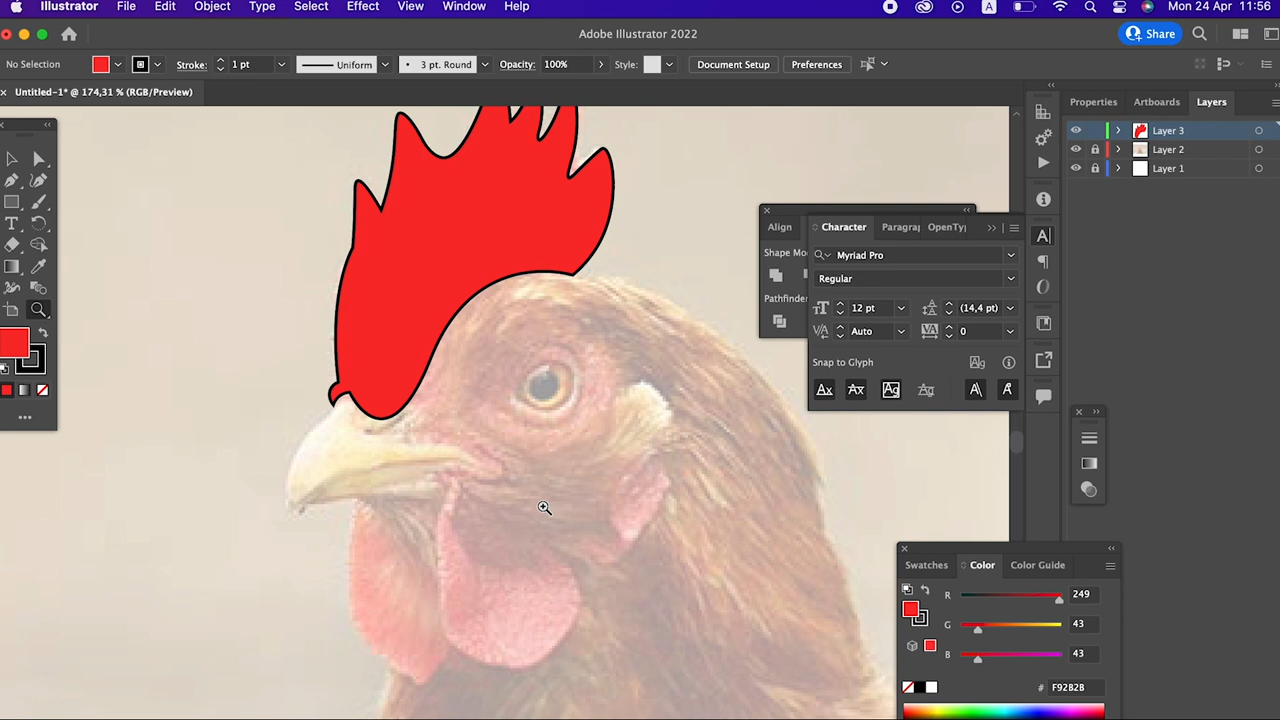 Illustrator File Edit Object Type Select Effect View Window Help A Mon 24 Apr 11:56
Adobe Illustrator 2022
Share
No Selection Stroke: 1 pt Uniform 3 pt. Round Opacity: 100% Style: Document Setup Preferences
Untitled-1* @ 174,31 % (RGB/Preview)
Properties Artboards Layers
Layer 3
Layer 2
Layer 1
Align Character Paragra OpenTy
Shape Mo
Myriad Pro
Regular
Pathfinde
12 pt (14,4 pt)
Auto 0
Snap to Glyph
Swatches Color Color Guide
R 249
G 43
B 43
# F92B2B